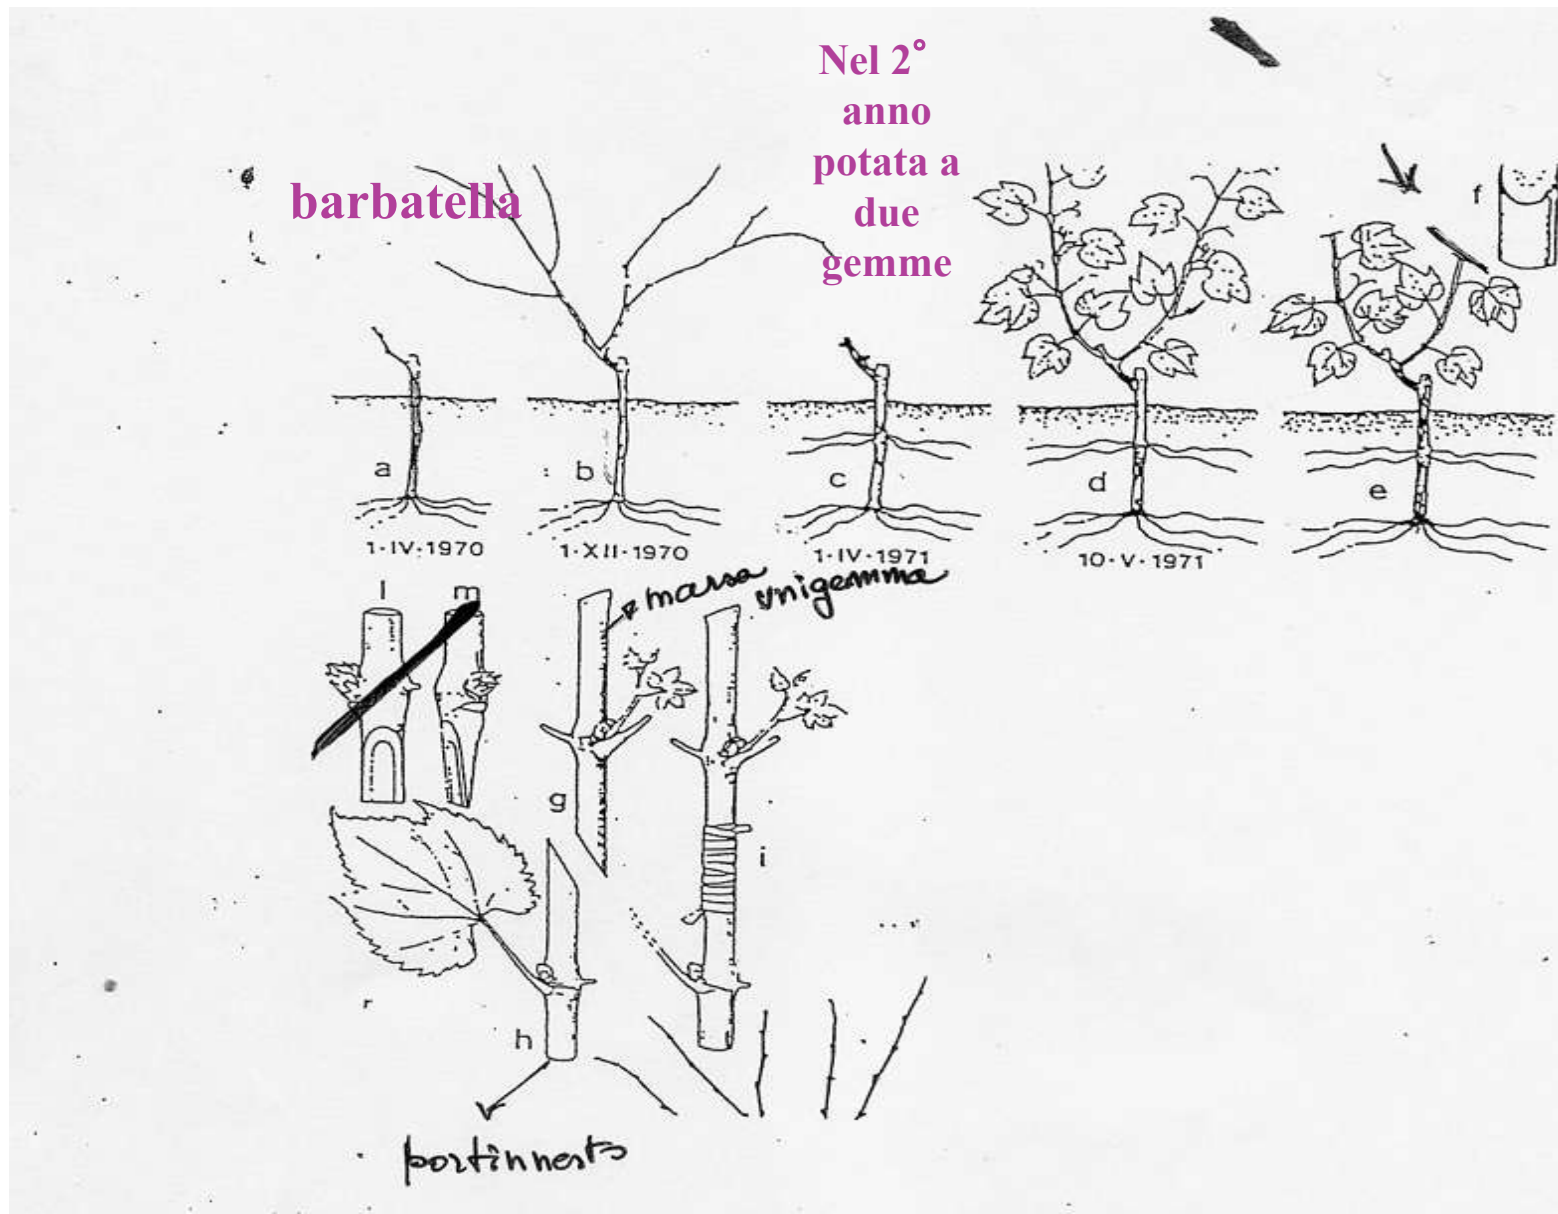 Nel 2°
anno
potata a
due
gemme
barbatella
f
a
b
c
d
e
1·IV·1970
1·XII·1970
1·IV·1971
10·V·1971
l
m
marza unigemma
g
i
r
h
portinnesto